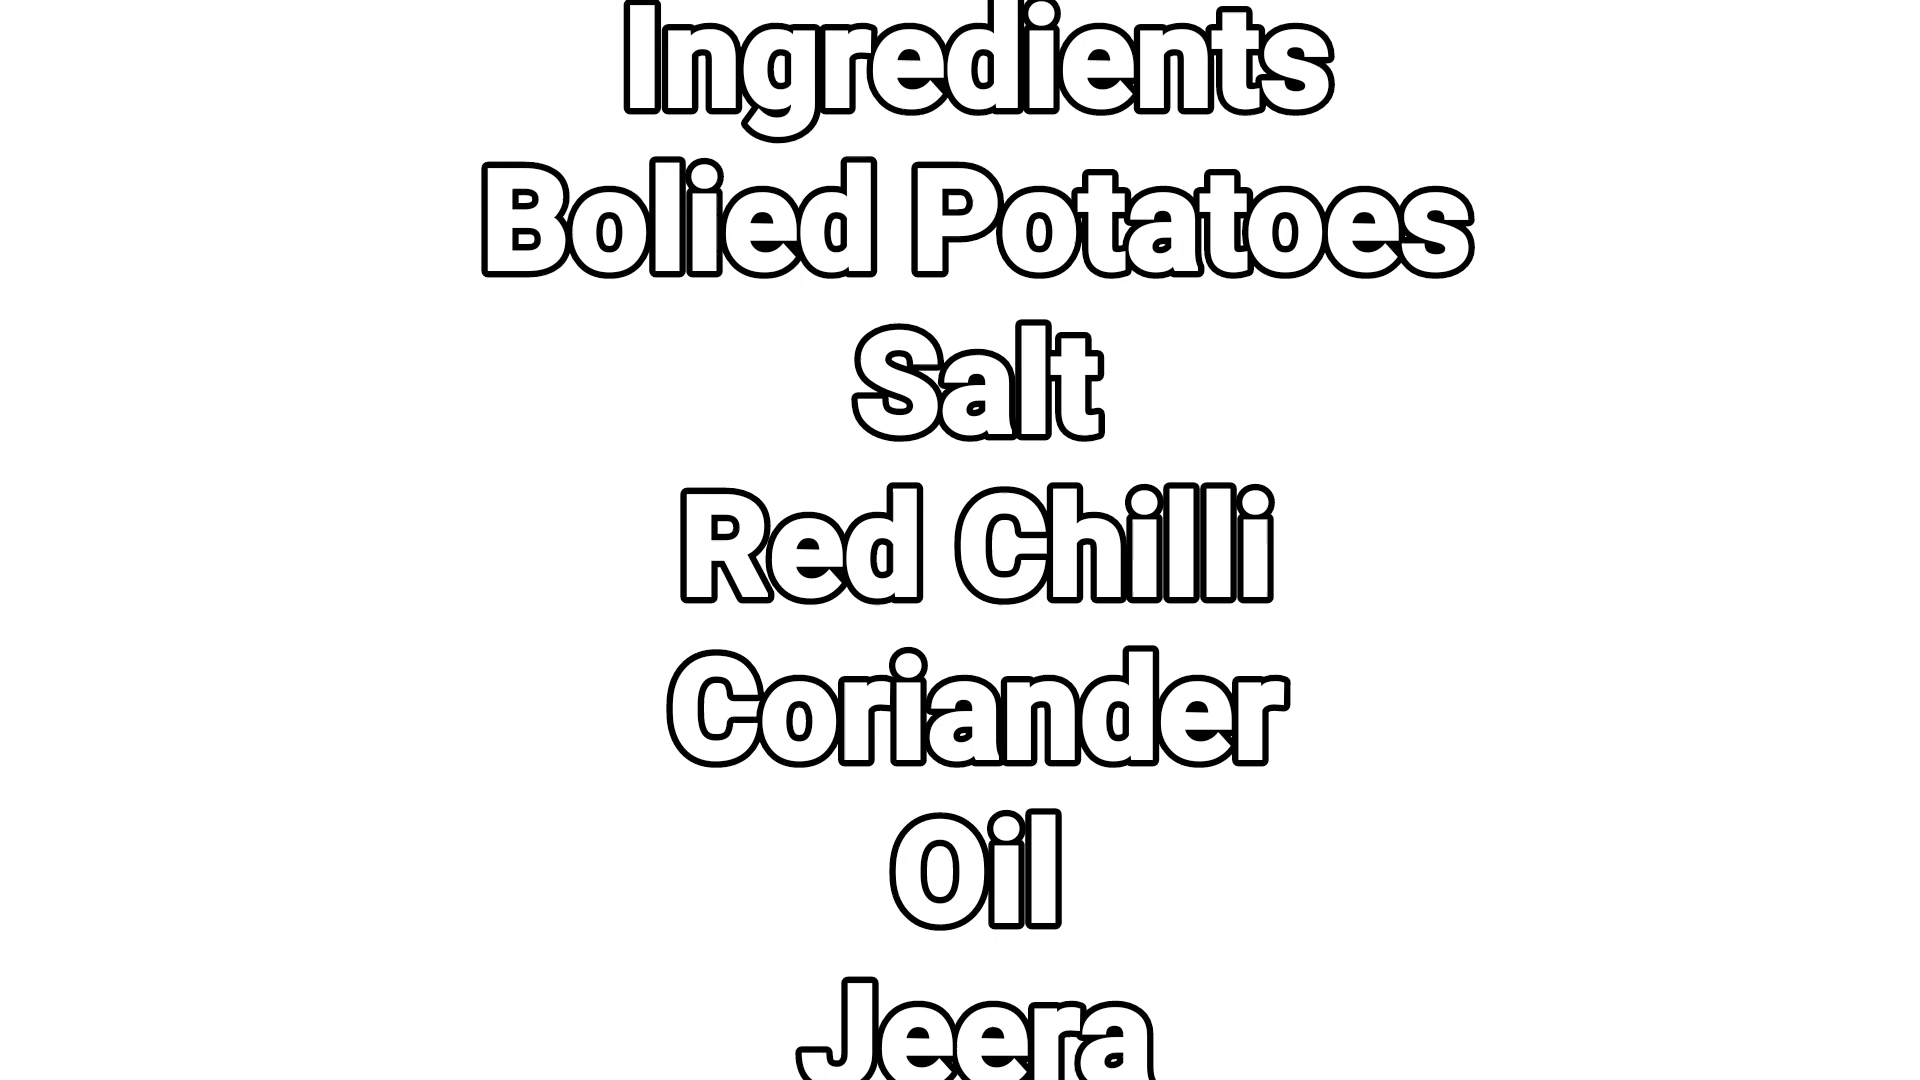 Ingredients
Bolied Potatoes
Salt
Red Chilli
Coriander
Oil
Jeera